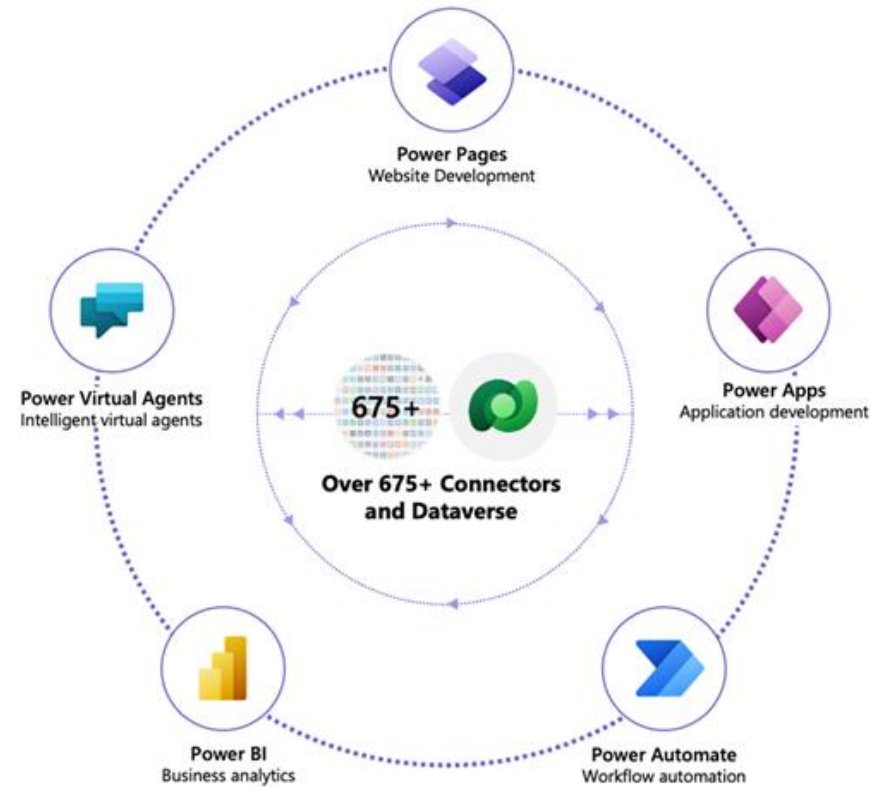 Power Pages
Website Development
Power Virtual Agents
Intelligent virtual agents
Power Apps
Application development
675+
Over 675+ Connectors
and Dataverse
Power BI
Business analytics
Power Automate
Workflow automation